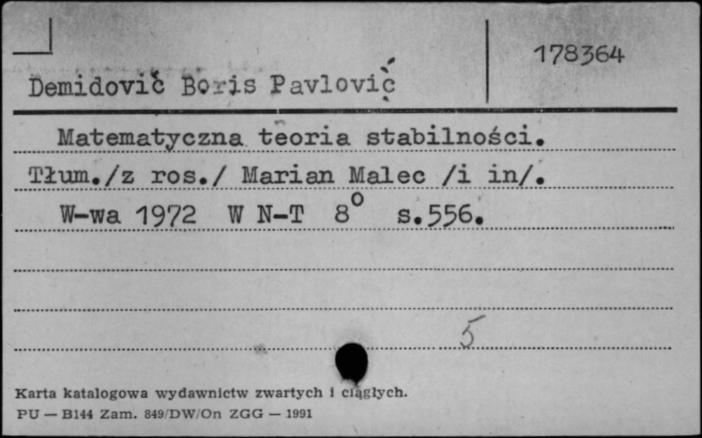 178364
Demidovič Boris Pavlovič
Matematyczna teoria stabilności.
Tłum./z ros./ Marian Malec /i in/.
W-wa 1972 W N-T 8° s.556.
5
Karta katalogowa wydawnictw zwartych i ciągłych.
PU — B144 Zam. 849/DW/On ZGG — 1991